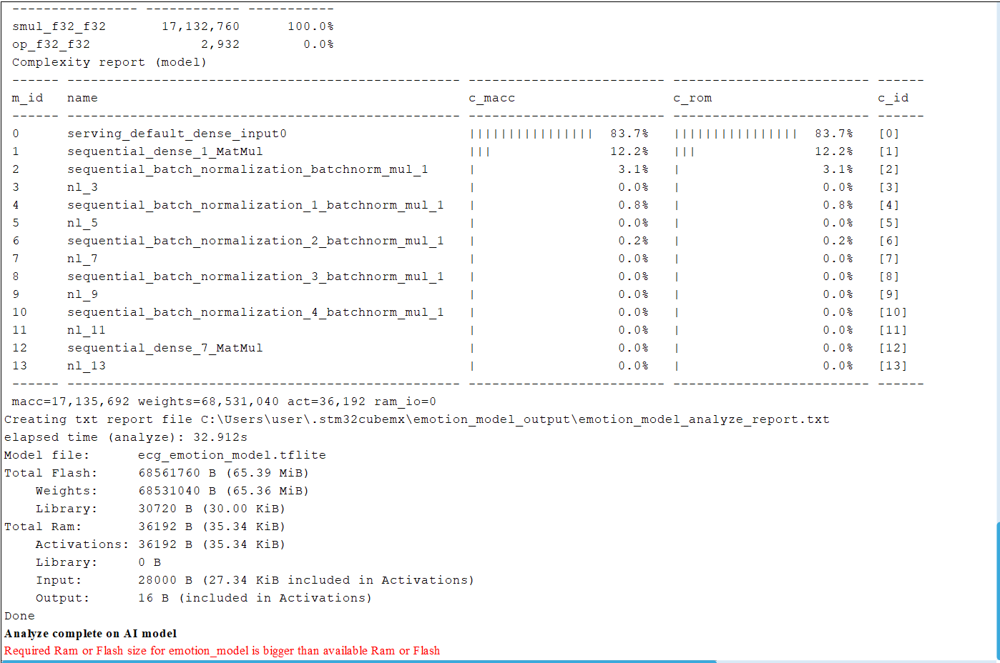 ---------------- ------------ -----------
smul_f32_f32 17,132,760 100.0%
op_f32_f32 2,932 0.0%
Complexity report (model)
------ -------------------------------------------------- ------------------------- ------------------------- ------
m_id name c_macc c_rom c_id
------ -------------------------------------------------- ------------------------- ------------------------- ------
0 serving_default_dense_input0 |||||||||||||||| 83.7% |||||||||||||||| 83.7% [0]
1 sequential_dense_1_MatMul ||| 12.2% ||| 12.2% [1]
2 sequential_batch_normalization_batchnorm_mul_1 | 3.1% | 3.1% [2]
3 nl_3 | 0.0% | 0.0% [3]
4 sequential_batch_normalization_1_batchnorm_mul_1 | 0.8% | 0.8% [4]
5 nl_5 | 0.0% | 0.0% [5]
6 sequential_batch_normalization_2_batchnorm_mul_1 | 0.2% | 0.2% [6]
7 nl_7 | 0.0% | 0.0% [7]
8 sequential_batch_normalization_3_batchnorm_mul_1 | 0.0% | 0.0% [8]
9 nl_9 | 0.0% | 0.0% [9]
10 sequential_batch_normalization_4_batchnorm_mul_1 | 0.0% | 0.0% [10]
11 nl_11 | 0.0% | 0.0% [11]
12 sequential_dense_7_MatMul | 0.0% | 0.0% [12]
13 nl_13 | 0.0% | 0.0% [13]
------ -------------------------------------------------- ------------------------- ------------------------- ------
macc=17,135,692 weights=68,531,040 act=36,192 ram_io=0
Creating txt report file C:\Users\user\.stm32cubemx\emotion_model_output\emotion_model_analyze_report.txt
elapsed time (analyze): 32.912s
Model file: ecg_emotion_model.tflite
Total Flash: 68561760 B (65.39 MiB)
Weights: 68531040 B (65.36 MiB)
Library: 30720 B (30.00 KiB)
Total Ram: 36192 B (35.34 KiB)
Activations: 36192 B (35.34 KiB)
Library: 0 B
Input: 28000 B (27.34 KiB included in Activations)
Output: 16 B (included in Activations)
Done
Analyze complete on AI model
Required Ram or Flash size for emotion_model is bigger than available Ram or Flash